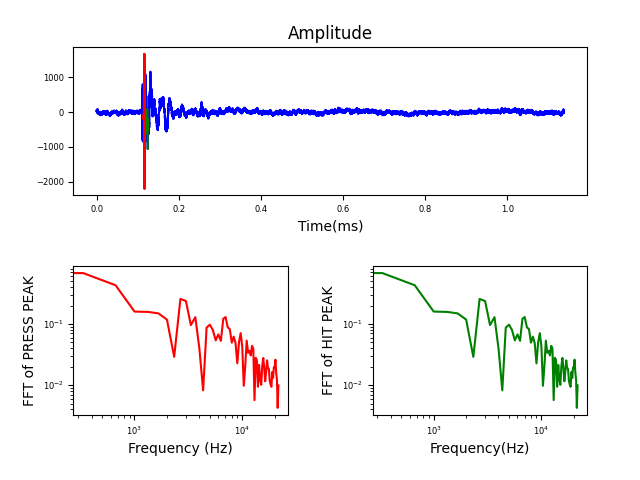 Amplitude
1000
0
−1000
−2000
0.0 0.2 0.4 0.6 0.8 1.0
Time(ms)
FFT of PRESS PEAK
10⁻¹
10⁻²
10³ 10⁴
Frequency (Hz)
FFT of HIT PEAK
10⁻¹
10⁻²
10³ 10⁴
Frequency(Hz)